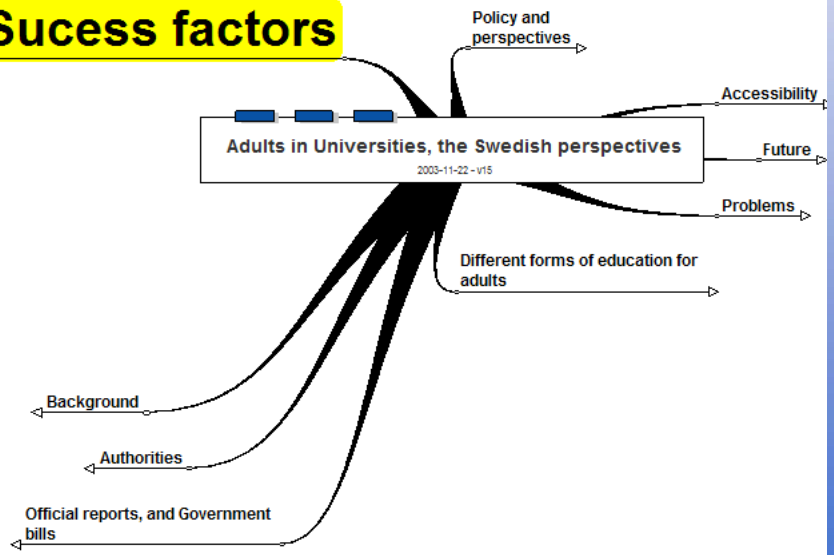 Sucess factors
Policy and
perspectives
Accessibility
Adults in Universities, the Swedish perspectives
2003-11-22 - v15
Future
Problems
Different forms of education for
adults
Background
Authorities
Official reports, and Government
bills